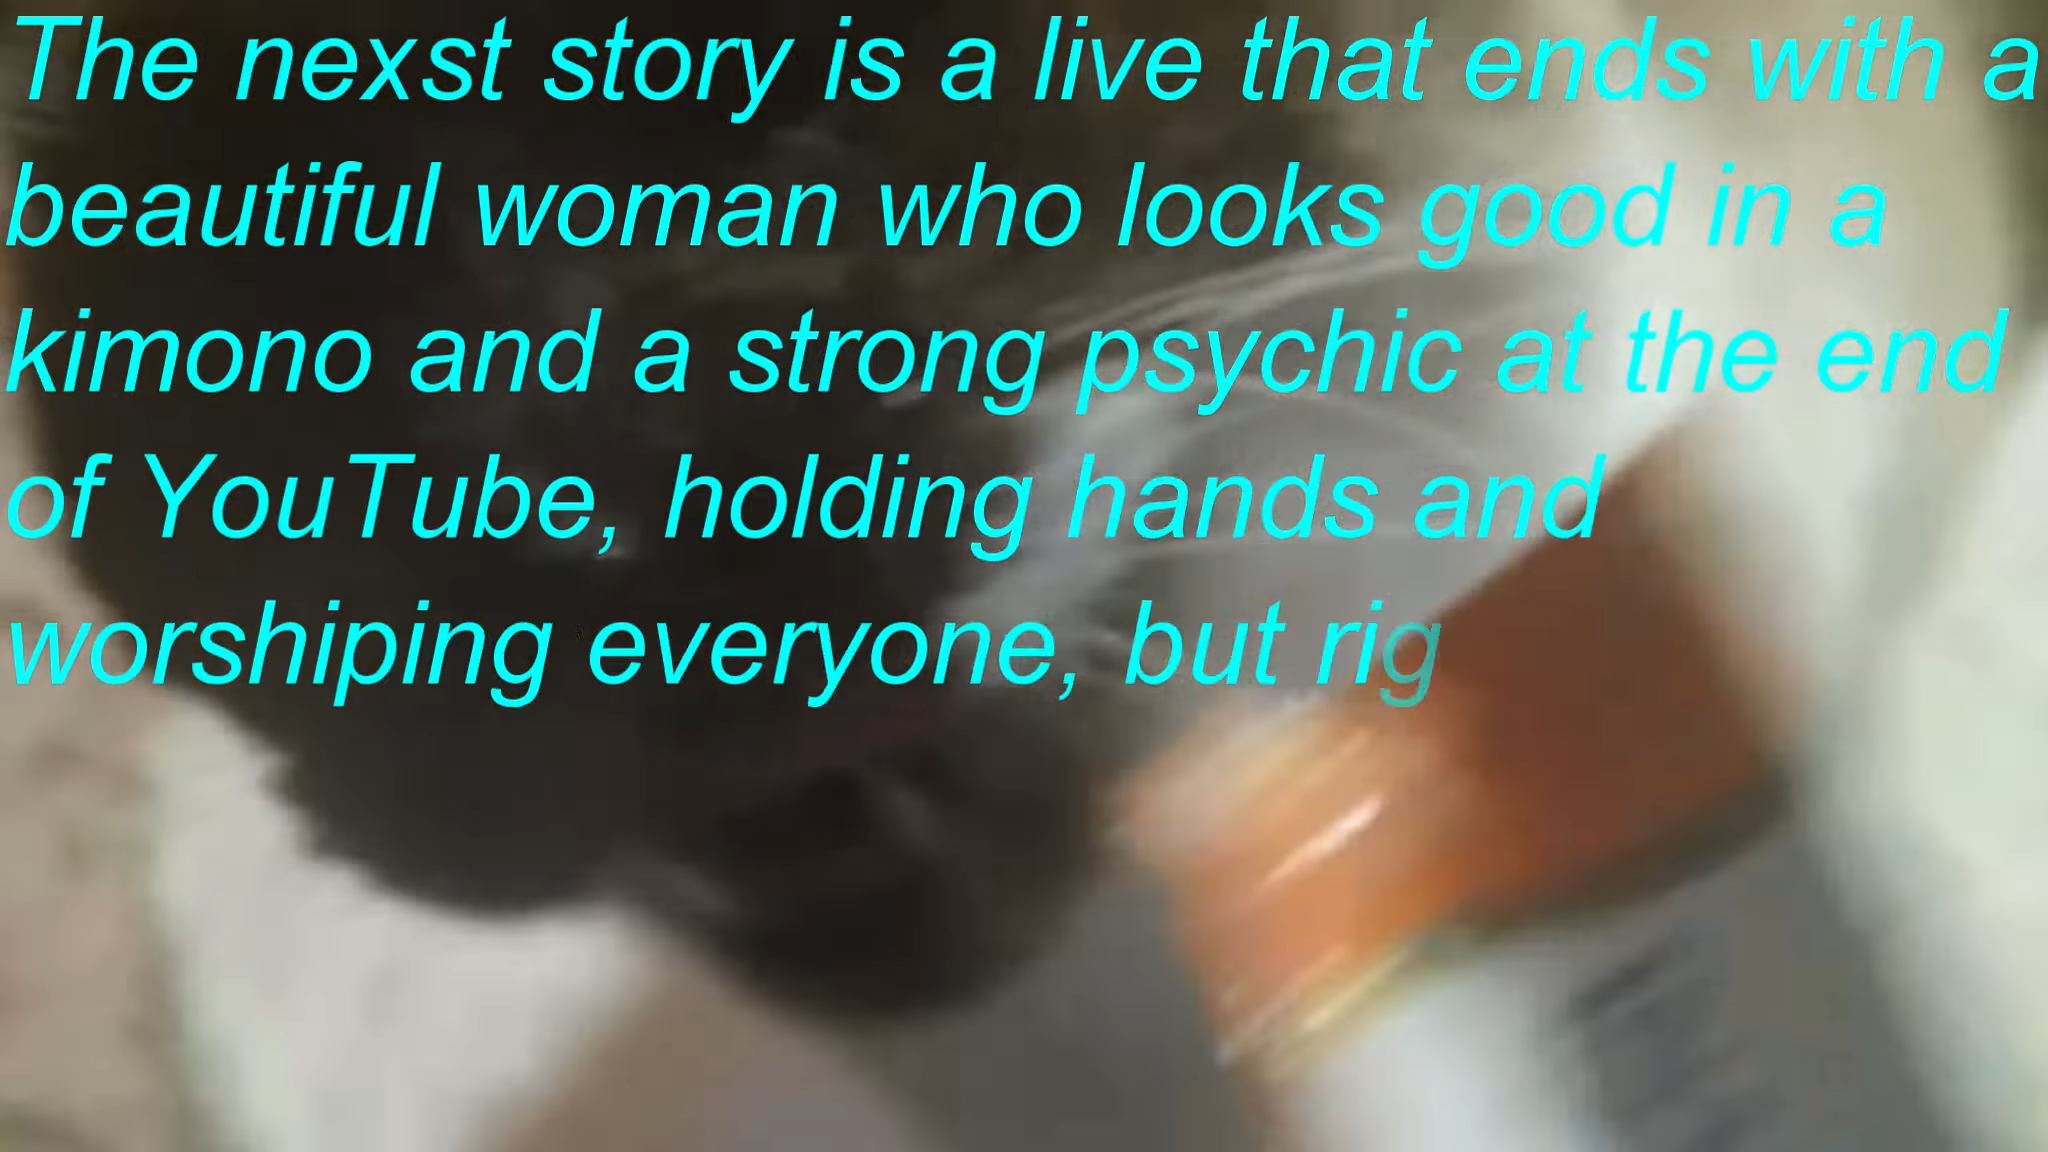 The nexst story is a live that ends with a
beautiful woman who looks good in a
kimono and a strong psychic at the end
of YouTube, holding hands and
worshiping everyone, but rig